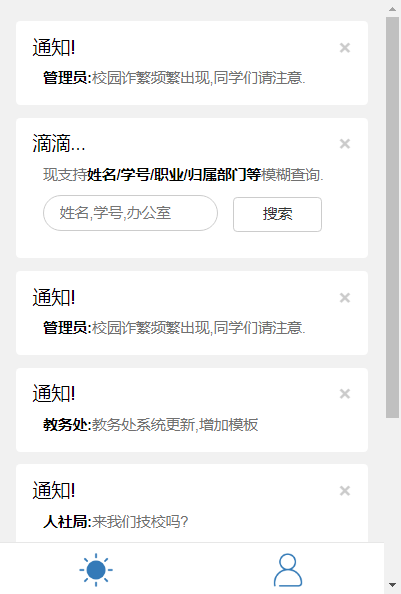 通知!
管理员:校园诈繁频繁出现,同学们请注意.
滴滴...
现支持姓名/学号/职业/归属部门等模糊查询.
姓名,学号,办公室
搜索
通知!
管理员:校园诈繁频繁出现,同学们请注意.
通知!
教务处:教务处系统更新,增加模板
通知!
人社局:来我们技校吗?